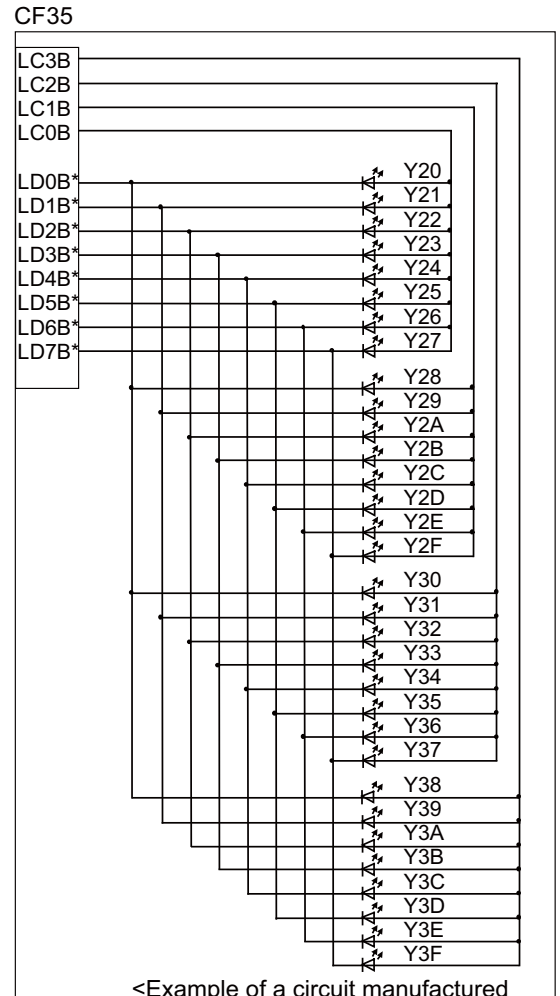 CF35
LC3B
LC2B
LC1B
LC0B
LD0B*
LD1B*
LD2B*
LD3B*
LD4B*
LD5B*
LD6B*
LD7B*
Y20
Y21
Y22
Y23
Y24
Y25
Y26
Y27
Y28
Y29
Y2A
Y2B
Y2C
Y2D
Y2E
Y2F
Y30
Y31
Y32
Y33
Y34
Y35
Y36
Y37
Y38
Y39
Y3A
Y3B
Y3C
Y3D
Y3E
Y3F
<Example of a circuit manufactured